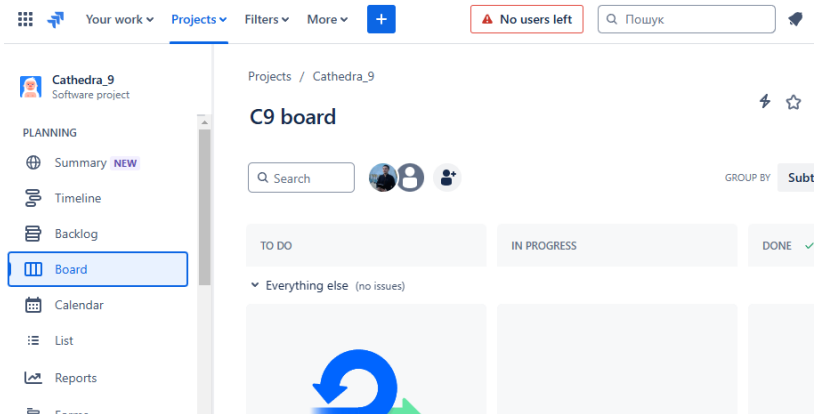 Your work Projects Filters More + No users left Пошук
Cathedra_9
Software project
PLANNING
Summary NEW
Timeline
Backlog
Board
Calendar
List
Reports
Projects / Cathedra_9
C9 board
Search
GROUP BY Subt
TO DO IN PROGRESS DONE
Everything else (no issues)